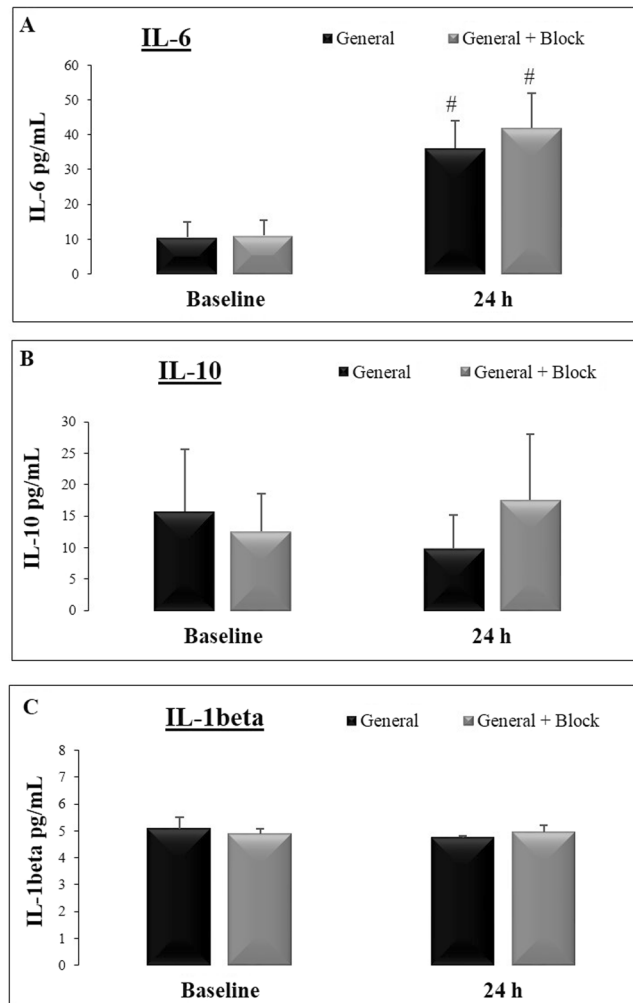 A
IL-6
General
General + Block
IL-6 pg/mL
60
50
40
30
20
10
0
#
#
Baseline
24 h
B
IL-10
General
General + Block
IL-10 pg/mL
30
25
20
15
10
5
0
Baseline
24 h
C
IL-1beta
General
General + Block
IL-1beta pg/mL
8
7
6
5
4
3
2
1
0
Baseline
24 h